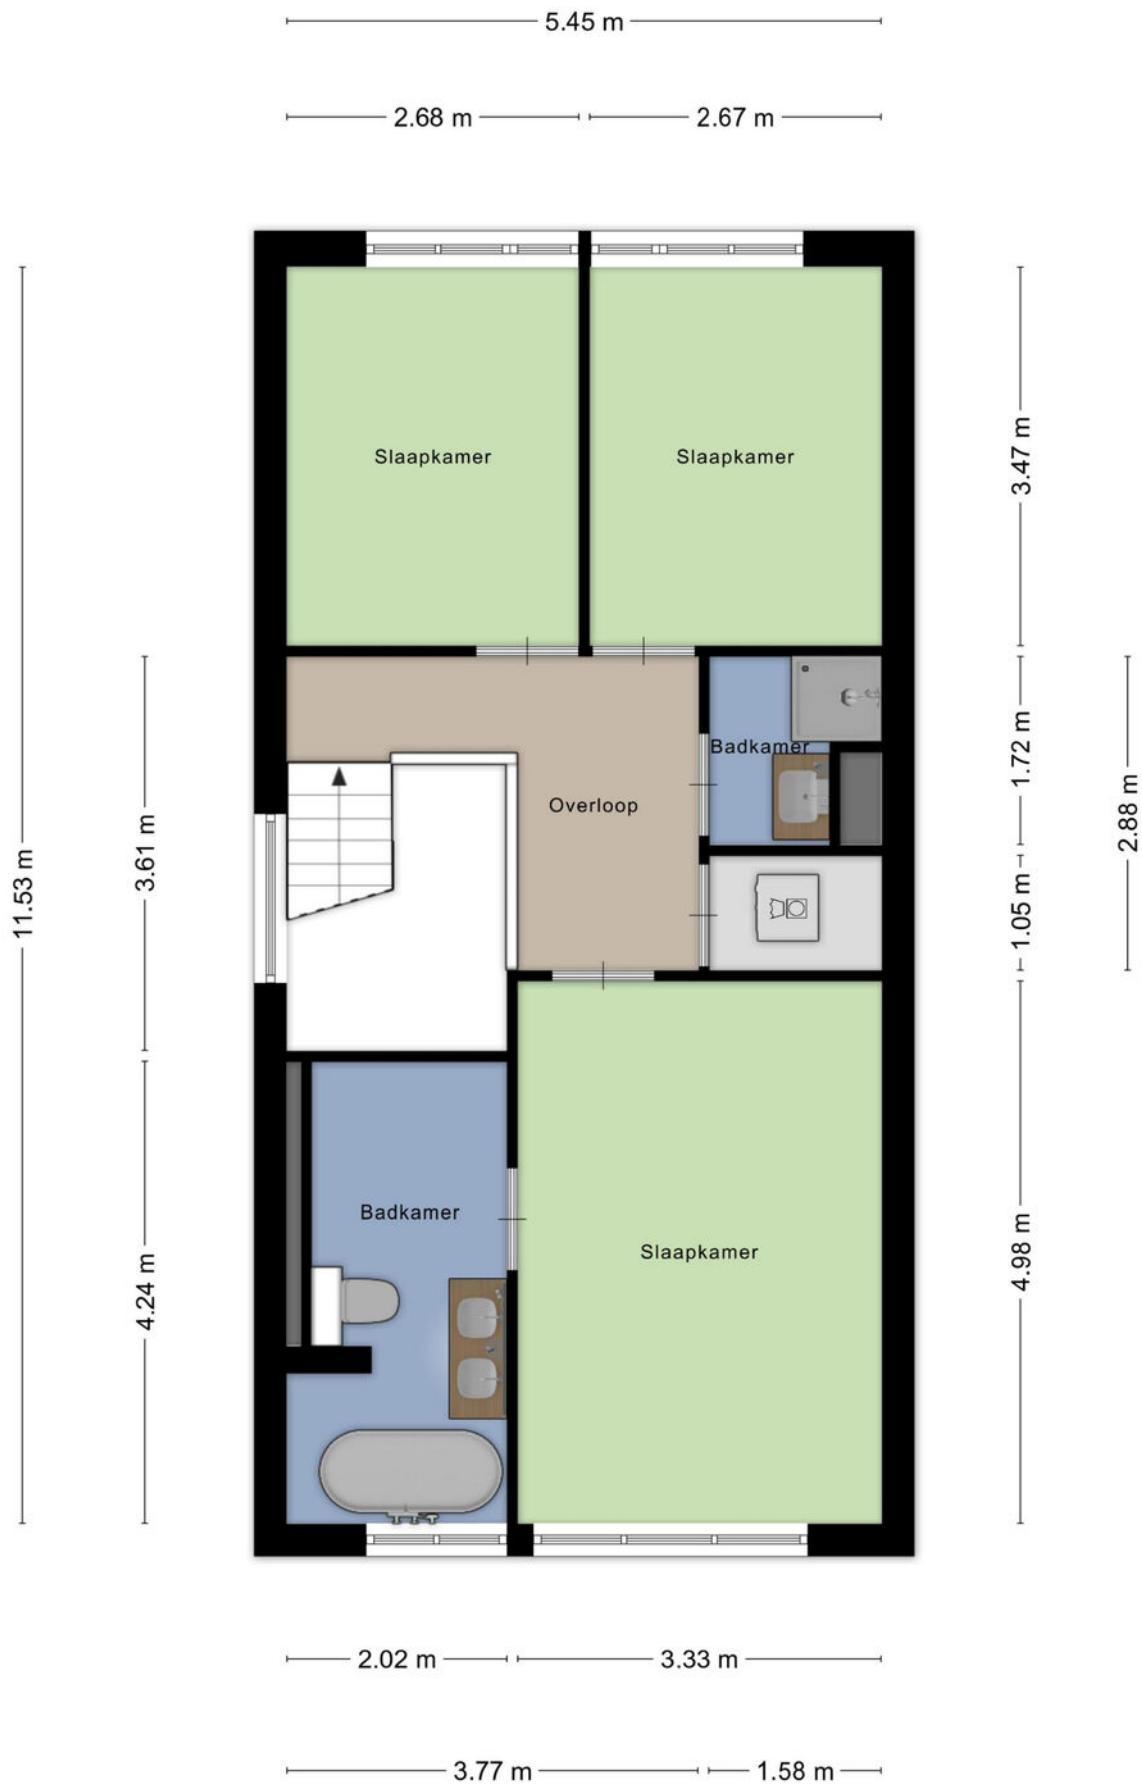 5.45 m
2.68 m
2.67 m
Slaapkamer
Slaapkamer
3.47 m
Badkamer
1.72 m
Overloop
2.88 m
3.61 m
11.53 m
1.05 m
Badkamer
Slaapkamer
4.98 m
4.24 m
2.02 m
3.33 m
3.77 m
1.58 m